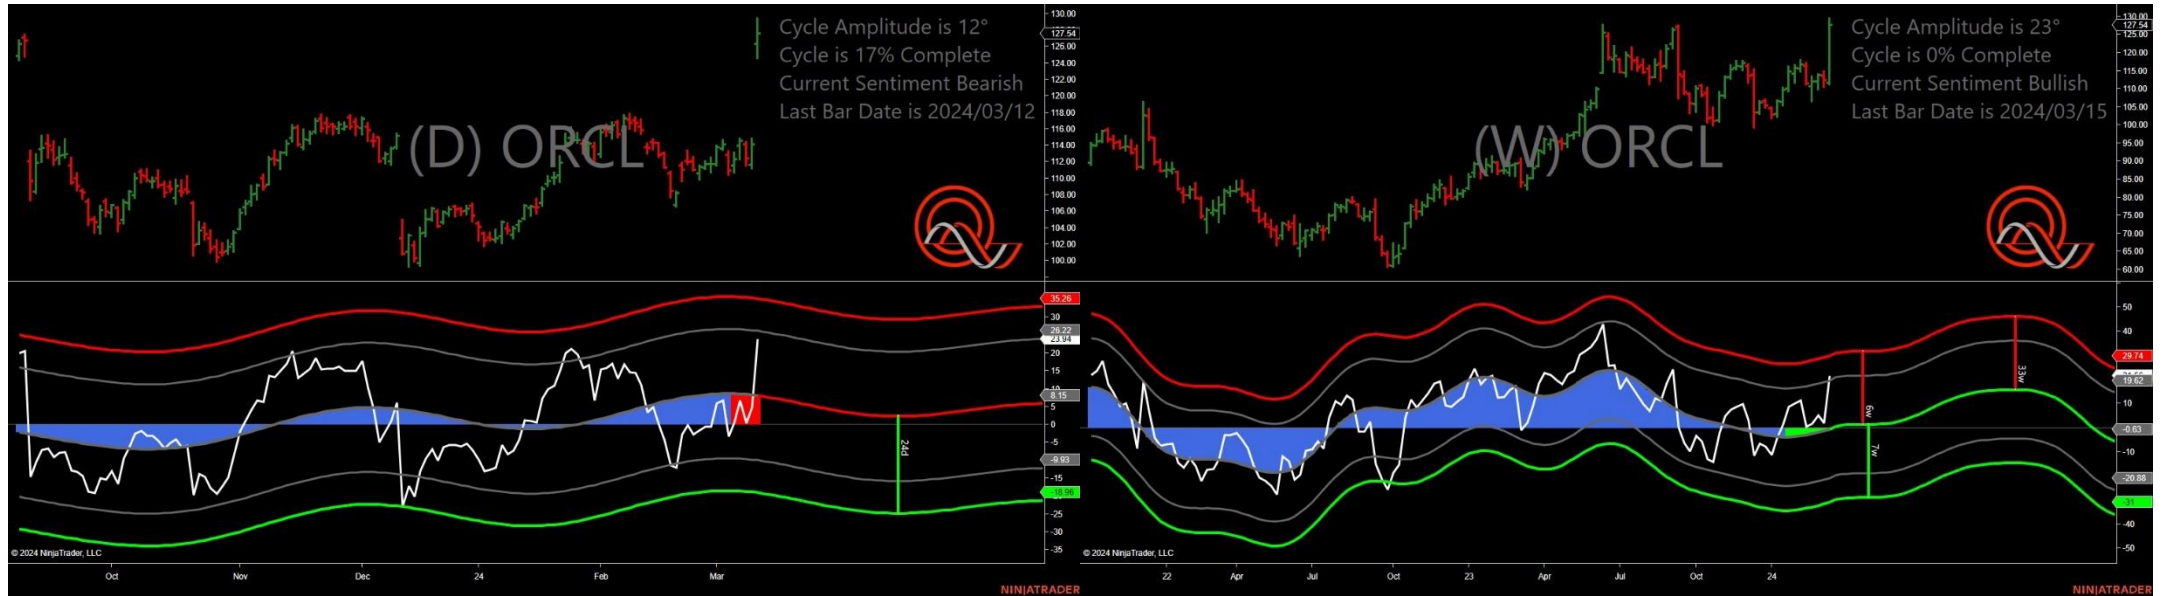 Cycle Amplitude is 12°
Cycle is 17% Complete
Current Sentiment Bearish
Last Bar Date is 2024/03/12
(D) ORCL
130.00
127.54
126.00
124.00
122.00
120.00
118.00
116.00
114.00
112.00
110.00
108.00
106.00
104.00
102.00
100.00
35.26
30
26.22
23.94
20
15
10
8.15
5
0
-5
-9.93
-15
-18.96
-25
-30
-35
24d
© 2024 NinjaTrader, LLC
Oct
Nov
Dec
24
Feb
Mar
NINJATRADER
Cycle Amplitude is 23°
Cycle is 0% Complete
Current Sentiment Bullish
Last Bar Date is 2024/03/15
(W) ORCL
130.00
127.54
125.00
120.00
115.00
110.00
105.00
100.00
95.00
90.00
85.00
80.00
75.00
70.00
65.00
60.00
50
40
29.74
19.62
10
-0.63
-10
-20.88
-31
-40
-50
6w
7w
33w
© 2024 NinjaTrader, LLC
22
Apr
Jul
Oct
23
Apr
Jul
Oct
24
NINJATRADER